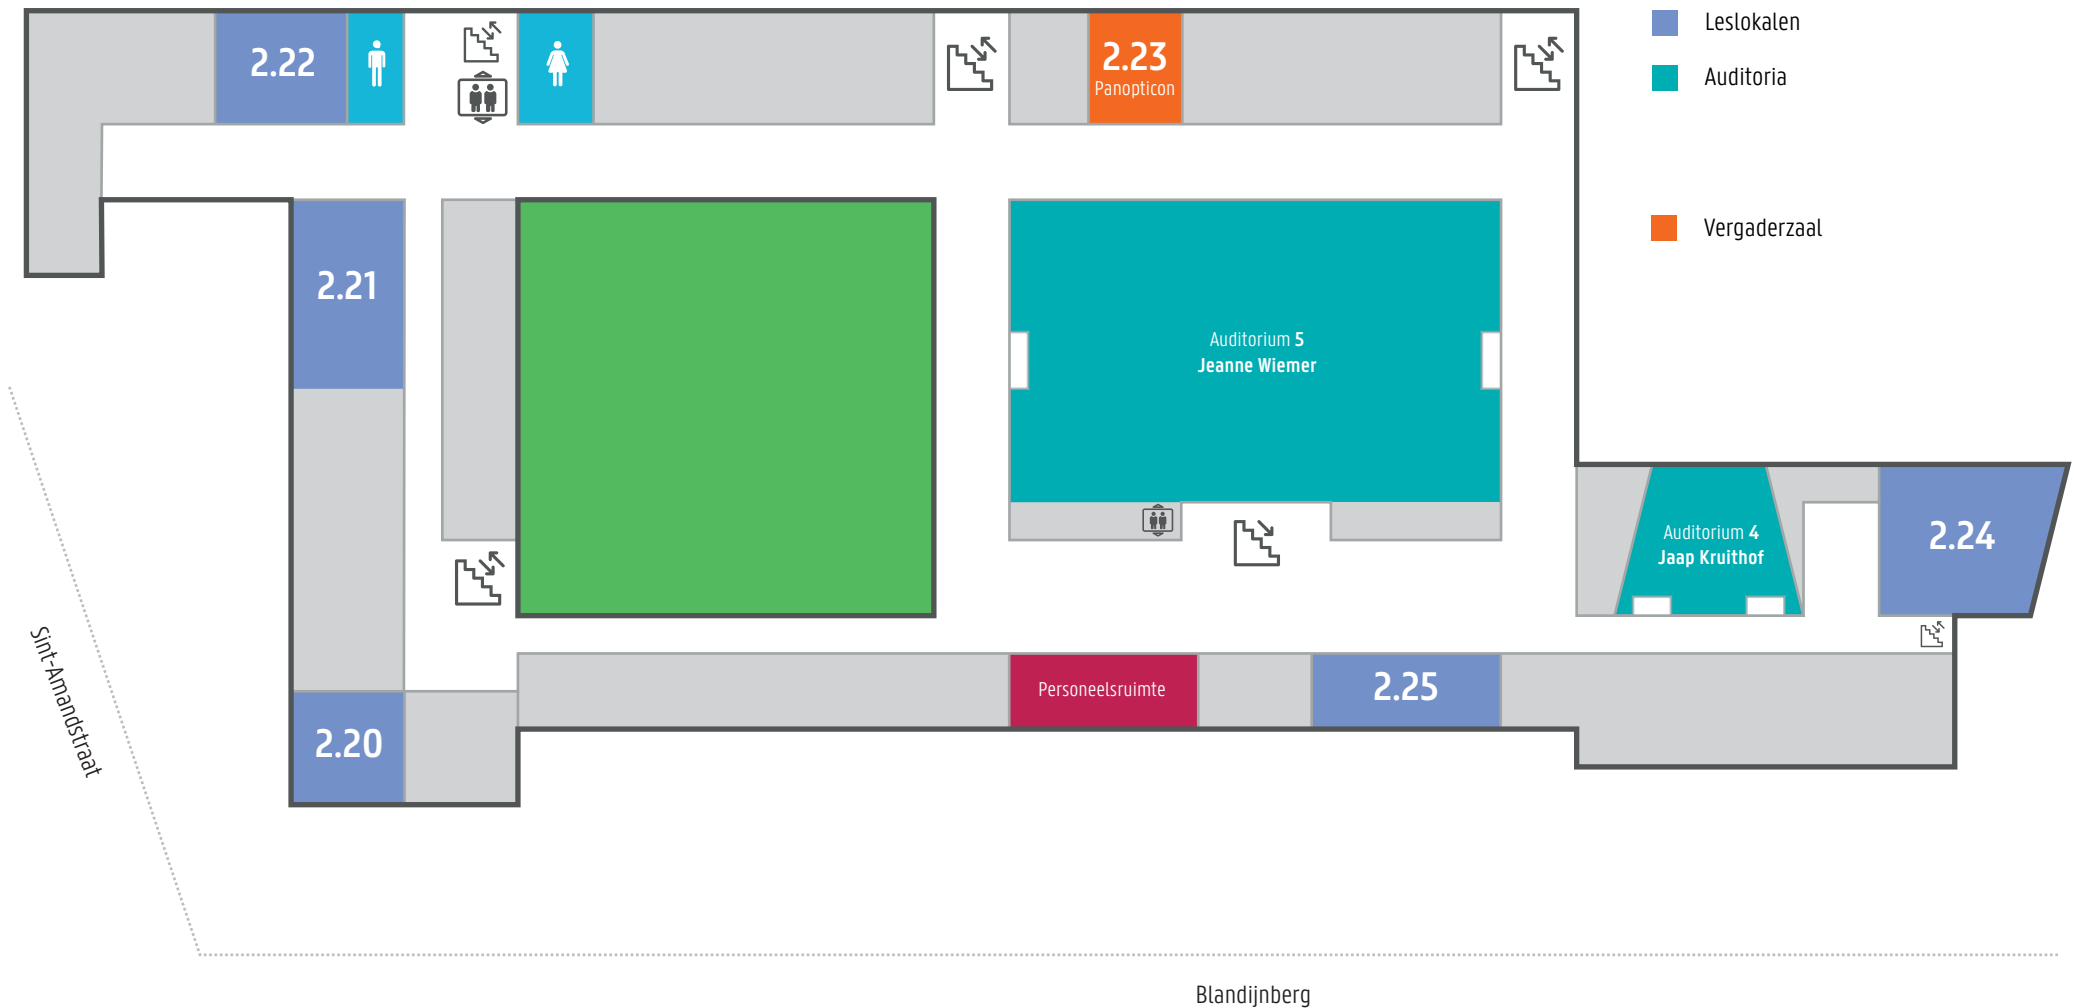 2.22
2.23
Panopticon
Leslokalen
Auditoria
Vergaderzaal
2.21
Auditorium 5
Jeanne Wiemer
Auditorium 4
Jaap Kruithof
2.24
Sint-Amandstraat
Personeelsruimte
2.25
2.20
Blandijnberg